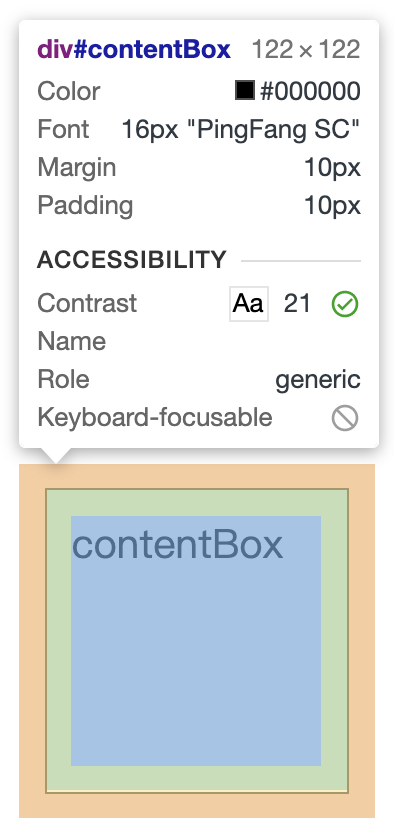 div#contentBox 122 × 122
Color #000000
Font 16px "PingFang SC"
Margin 10px
Padding 10px
ACCESSIBILITY
Contrast Aa 21
Name
Role generic
Keyboard-focusable
contentBox